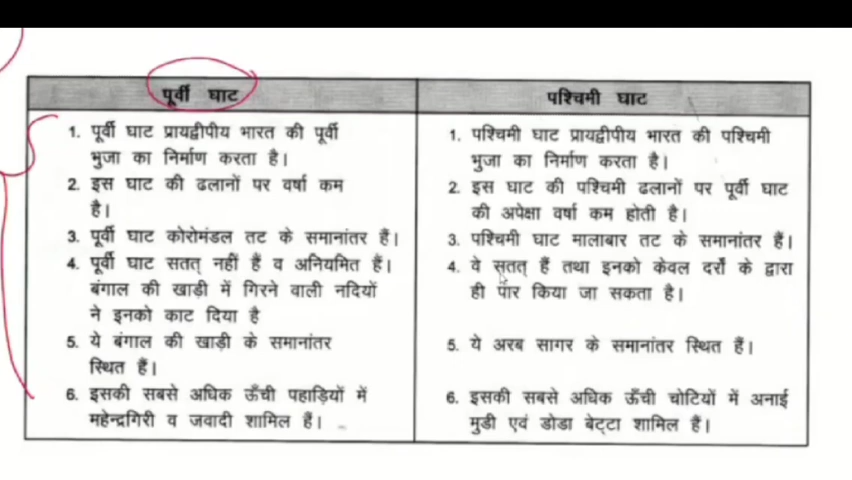 पूर्वी घाट
1. पूर्वी घाट प्रायद्वीपीय भारत की पूर्वी
भुजा का निर्माण करता है।
2. इस घाट की ढलानों पर वर्षा कम
है।
3. पूर्वी घाट कोरोमंडल तट के समानांतर हैं।
4. पूर्वी घाट सतत् नहीं हैं व अनियमित हैं।
बंगाल की खाड़ी में गिरने वाली नदियों
ने इनको काट दिया है
5. ये बंगाल की खाड़ी के समानांतर
स्थित हैं।
6. इसकी सबसे अधिक ऊँची पहाड़ियों में
महेन्द्रगिरी व जवादी शामिल हैं।
पश्चिमी घाट
1. पश्चिमी घाट प्रायद्वीपीय भारत की पश्चिमी
भुजा का निर्माण करता है।
2. इस घाट की पश्चिमी ढलानों पर पूर्वी घाट
की अपेक्षा वर्षा कम होती है।
3. पश्चिमी घाट मालाबार तट के समानांतर हैं।
4. वे सतत् हैं तथा इनको केवल दर्रों के द्वारा
ही पार किया जा सकता है।
5. ये अरब सागर के समानांतर स्थित हैं।
6. इसकी सबसे अधिक ऊँची चोटियों में अनाई
मुडी एवं डोडा बेट्टा शामिल हैं।